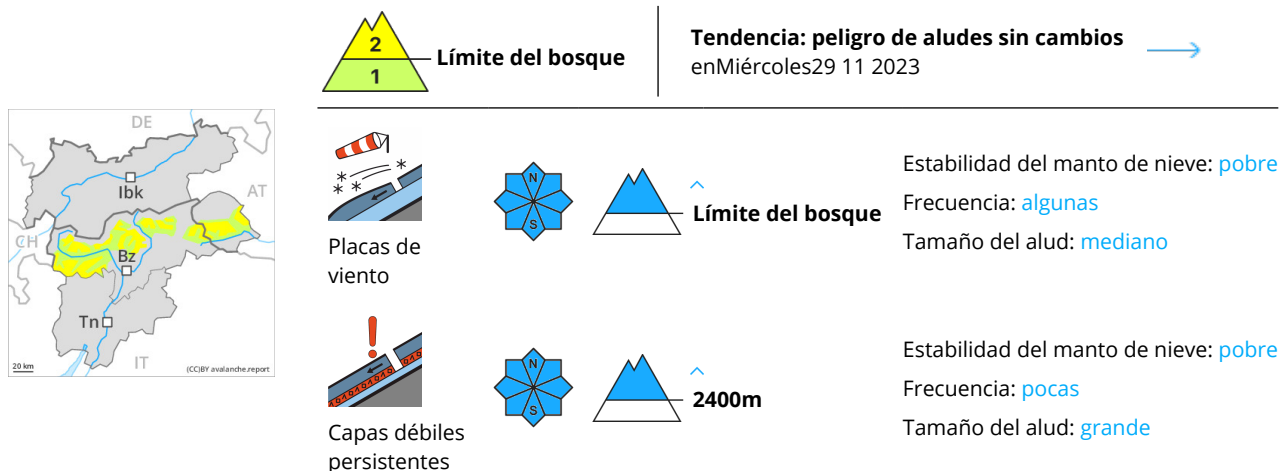 2
1
Límite del bosque
Tendencia: peligro de aludes sin cambios
enMiércoles29 11 2023
DE
Ibk
AT
CH
Bz
Tn
IT
20 km
(CC)BY avalanche.report
Placas de
viento
N
S
Límite del bosque
Estabilidad del manto de nieve: pobre
Frecuencia: algunas
Tamaño del alud: mediano
Capas débiles
persistentes
N
S
2400m
Estabilidad del manto de nieve: pobre
Frecuencia: pocas
Tamaño del alud: grande